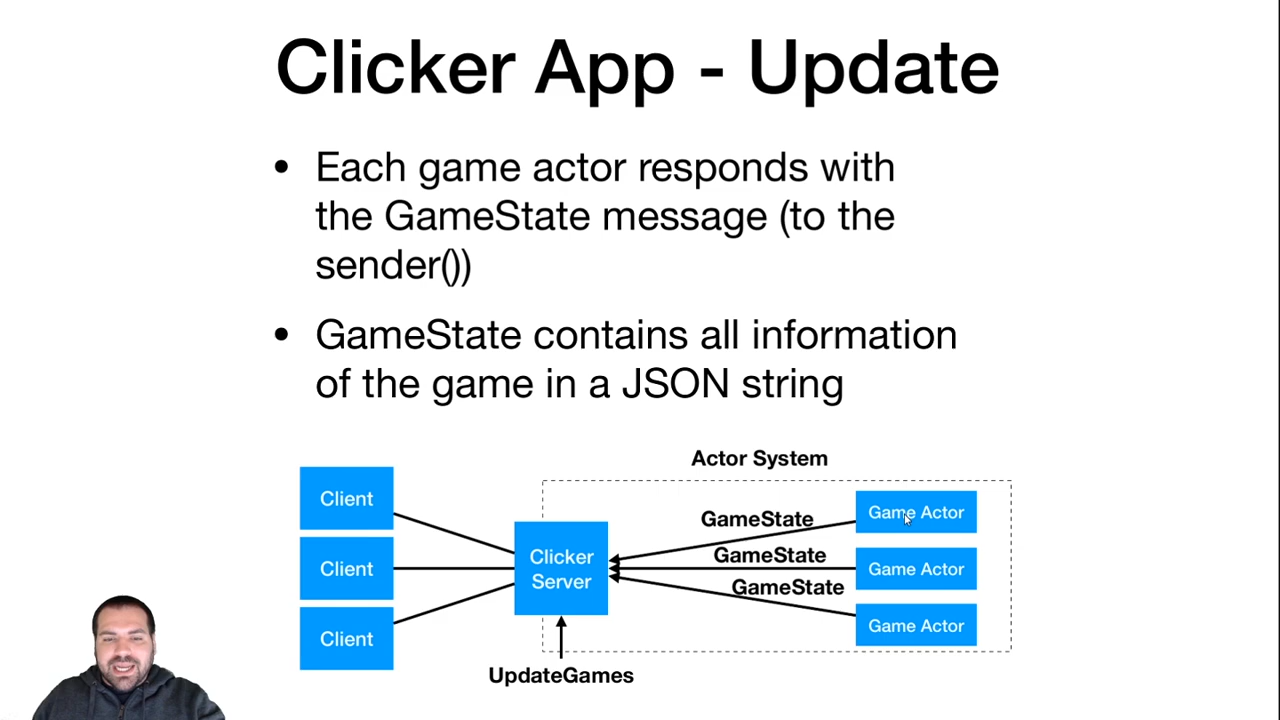 Clicker App - Update
• Each game actor responds with
the GameState message (to the
sender())
• GameState contains all information
of the game in a JSON string
Actor System
Client
Client
Client
Clicker
Server
GameState
GameState
GameState
Game Actor
Game Actor
Game Actor
UpdateGames